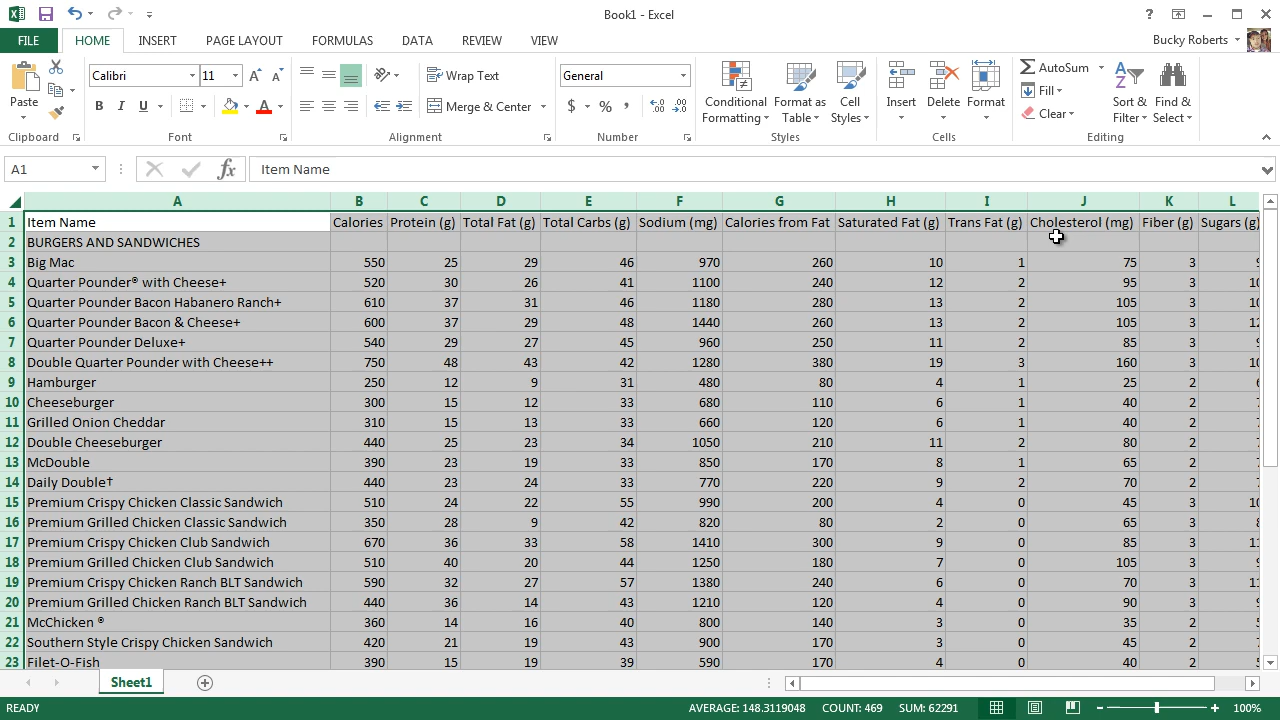 Book1 - Excel
Bucky Roberts
FILE HOME INSERT PAGE LAYOUT FORMULAS DATA REVIEW VIEW
Paste
Calibri 11
Wrap Text
General
Merge & Center
Conditional Formatting
Format as Table
Cell Styles
Insert
Delete
Format
AutoSum
Fill
Clear
Sort & Filter
Find & Select
Clipboard Font Alignment Number Styles Cells Editing
A1 fx Item Name
A B C D E F G H I J K L
1 Item Name Calories Protein (g) Total Fat (g) Total Carbs (g) Sodium (mg) Calories from Fat Saturated Fat (g) Trans Fat (g) Cholesterol (mg) Fiber (g) Sugars (g)
2 BURGERS AND SANDWICHES
3 Big Mac 550 25 29 46 970 260 10 1 75 3
4 Quarter Pounder® with Cheese+ 520 30 26 41 1100 240 12 2 95 3
5 Quarter Pounder Bacon Habanero Ranch+ 610 37 31 46 1180 280 13 2 105 3
6 Quarter Pounder Bacon & Cheese+ 600 37 29 48 1440 260 13 2 105 3
7 Quarter Pounder Deluxe+ 540 29 27 45 960 250 11 2 85 3
8 Double Quarter Pounder with Cheese++ 750 48 43 42 1280 380 19 3 160 3
9 Hamburger 250 12 9 31 480 80 4 1 25 2
10 Cheeseburger 300 15 12 33 680 110 6 1 40 2
11 Grilled Onion Cheddar 310 15 13 33 660 120 6 1 40 2
12 Double Cheeseburger 440 25 23 34 1050 210 11 2 80 2
13 McDouble 390 23 19 33 850 170 8 1 65 2
14 Daily Double† 440 23 24 33 770 220 9 2 70 2
15 Premium Crispy Chicken Classic Sandwich 510 24 22 55 990 200 4 0 45 3
16 Premium Grilled Chicken Classic Sandwich 350 28 9 42 820 80 2 0 65 3
17 Premium Crispy Chicken Club Sandwich 670 36 33 58 1410 300 9 0 85 3
18 Premium Grilled Chicken Club Sandwich 510 40 20 44 1250 180 7 0 105 3
19 Premium Crispy Chicken Ranch BLT Sandwich 590 32 27 57 1380 240 6 0 70 3
20 Premium Grilled Chicken Ranch BLT Sandwich 440 36 14 43 1210 120 4 0 90 3
21 McChicken ® 360 14 16 40 800 140 3 0 35 2
22 Southern Style Crispy Chicken Sandwich 420 21 19 43 900 170 3 0 45 2
23 Filet-O-Fish 390 15 19 39 590 170 4 0 40 2
Sheet1
READY AVERAGE: 148.3119048 COUNT: 469 SUM: 62291 100%